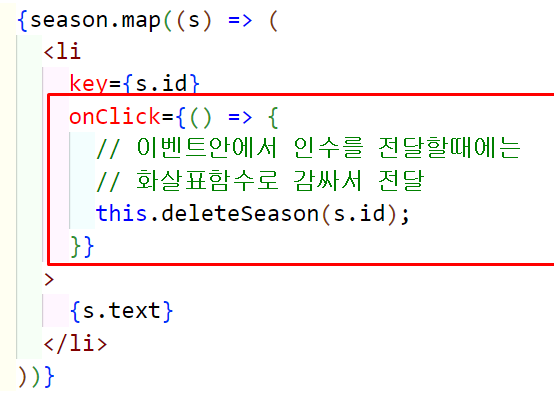 {season.map((s) => (
<li
key={s.id}
onClick={() => {
// 이벤트안에서 인수를 전달할때에는
// 화살표함수로 감싸서 전달
this.deleteSeason(s.id);
}}
>
{s.text}
</li>
))}